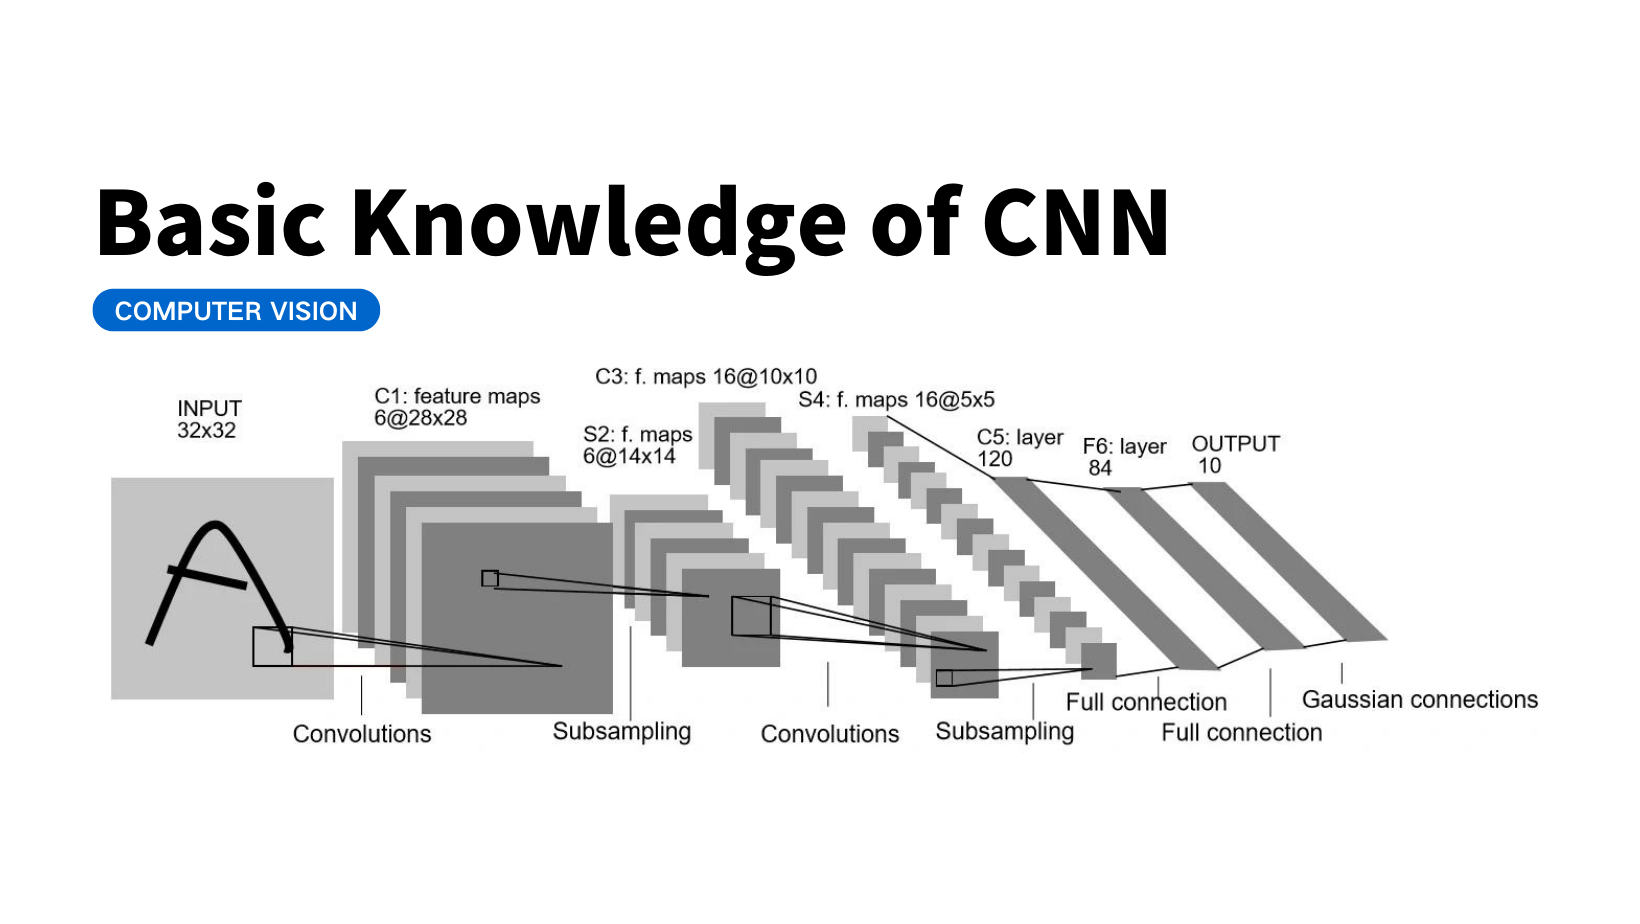 Basic Knowledge of CNN
COMPUTER VISION
INPUT
32x32
C1: feature maps
6@28x28
S2: f. maps
6@14x14
C3: f. maps 16@10x10
S4: f. maps 16@5x5
C5: layer
120
F6: layer
84
OUTPUT
10
Convolutions
Subsampling
Convolutions
Subsampling
Full connection
Full connection
Gaussian connections